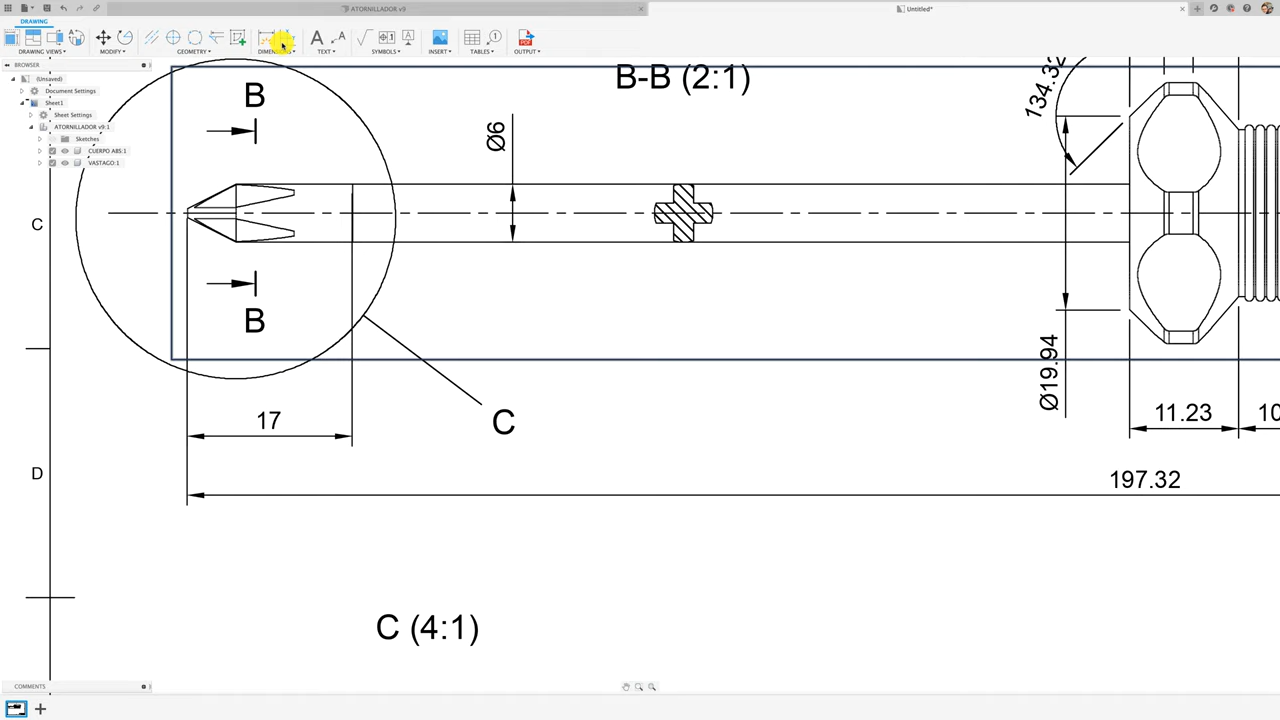 ATORNILLADOR v9
Untitled*
DRAWING
DRAWING VIEWS
MODIFY
GEOMETRY
DIMENSIONS
TEXT
SYMBOLS
INSERT
TABLES
OUTPUT
BROWSER
(Unsaved)
Document Settings
Sheet1
Sheet Settings
ATORNILLADOR v9:1
Sketches
CUERPO ABS:1
VASTAGO:1
B-B (2:1)
B
Ø6
134.32
C
B
Ø19.94
17
C
11.23
10
D
197.32
C (4:1)
COMMENTS